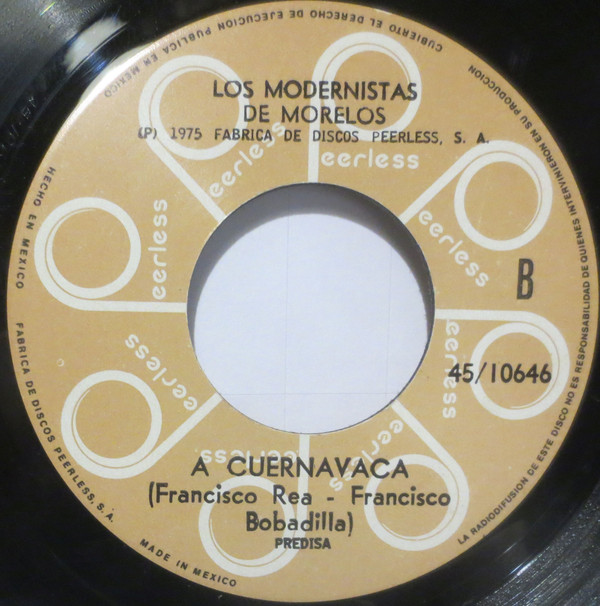 LOS MODERNISTAS
DE MORELOS
(P) 1975 FABRICA DE DISCOS PEERLESS, S. A.
eerless
eerless
eerless
eerless
eerless
eerless
eerless
eerless
B
45/10646
A CUERNAVACA
(Francisco Rea - Francisco
Bobadilla)
PREDISA
HECHO EN MEXICO
FABRICA DE DISCOS PEERLESS, S. A.
MADE IN MEXICO
CUBIERTO EL DERECHO DE EJECUCION PUBLICA EN MEXICO
LA RADIODIFUSION DE ESTE DISCO NO ES RESPONSABILIDAD DE QUIENES INTERVINIERON EN SU PRODUCCION